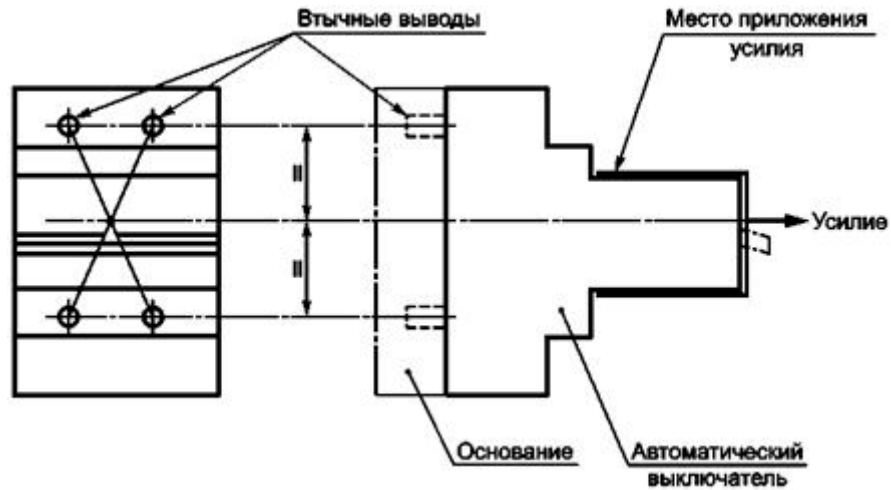 Втычные выводы
Место приложения
усилия
=
=
Усилие
Основание
Автоматический
выключатель